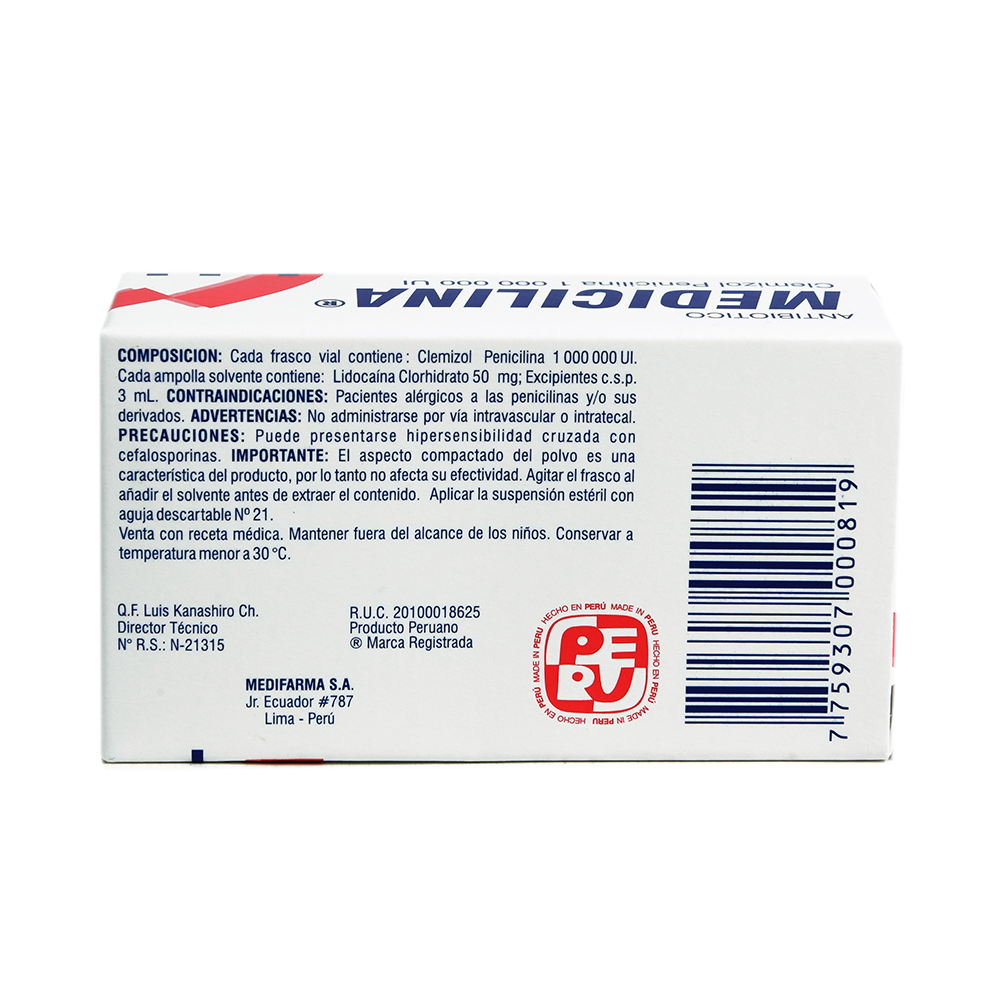 ANTIBIOTICO
MEDICILINA®
Clemizol Penicilina 1 000 000 UI
COMPOSICION: Cada frasco vial contiene: Clemizol Penicilina 1 000 000 UI.
Cada ampolla solvente contiene: Lidocaína Clorhidrato 50 mg; Excipientes c.s.p.
3 mL. CONTRAINDICACIONES: Pacientes alérgicos a las penicilinas y/o sus
derivados. ADVERTENCIAS: No administrarse por vía intravascular o intratecal.
PRECAUCIONES: Puede presentarse hipersensibilidad cruzada con
cefalosporinas. IMPORTANTE: El aspecto compactado del polvo es una
característica del producto, por lo tanto no afecta su efectividad. Agitar el frasco al
añadir el solvente antes de extraer el contenido. Aplicar la suspensión estéril con
aguja descartable Nº 21.
Venta con receta médica. Mantener fuera del alcance de los niños. Conservar a
temperatura menor a 30 °C.
Q.F. Luis Kanashiro Ch.
Director Técnico
Nº R.S.: N-21315
R.U.C. 20100018625
Producto Peruano
® Marca Registrada
MEDIFARMA S.A.
Jr. Ecuador #787
Lima - Perú
HECHO EN PERÚ MADE IN PERU HECHO EN PERÚ MADE IN PERU HECHO EN PERÚ MADE IN PERU
PE
RU
7 759307 000819